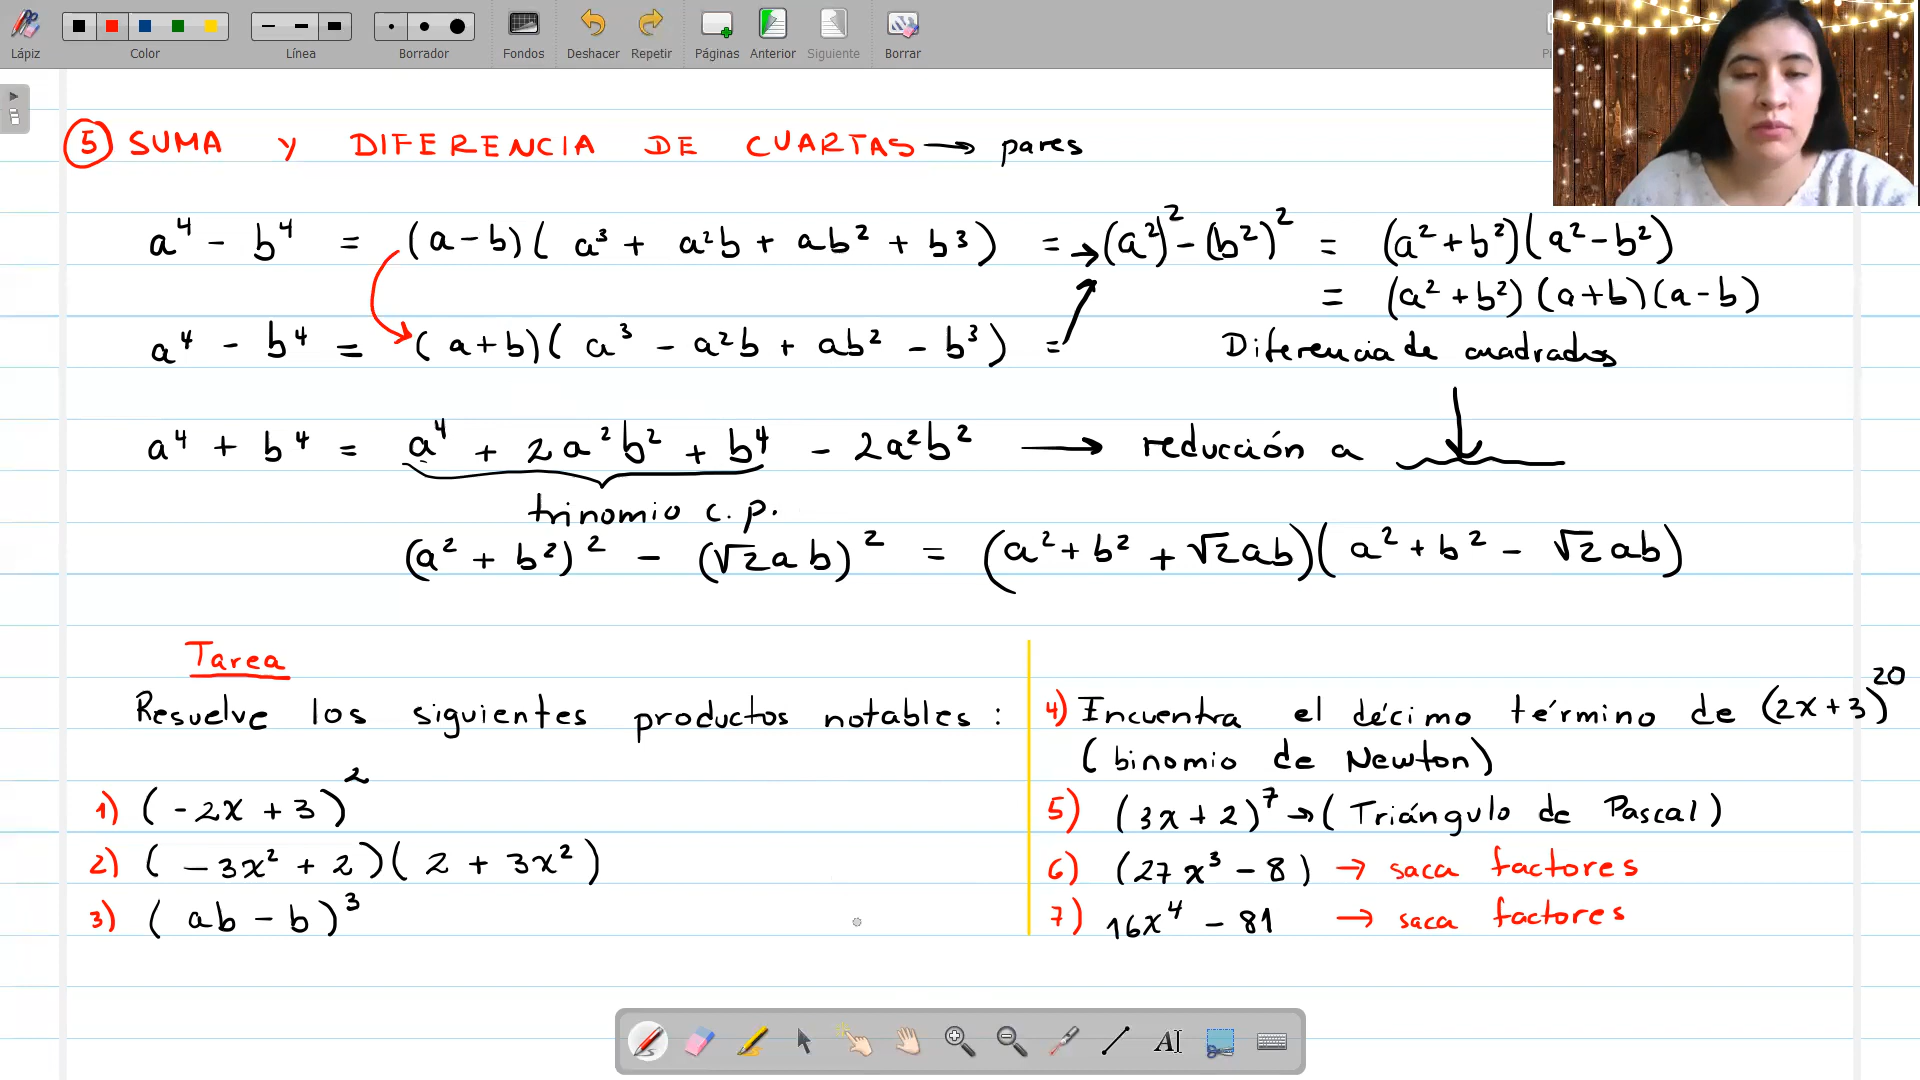 Lápiz
Color
Línea
Borrador
Fondos
Deshacer
Repetir
Páginas
Anterior
Siguiente
Borrar
5 SUMA y DIFERENCIA DE CUARTAS → pares
a⁴ - b⁴ = (a-b)( a³ + a²b + ab² + b³ ) = → (a²)² - (b²)² = (a² + b²)(a² - b²)
= (a² + b²)(a+b)(a-b)
a⁴ - b⁴ = ( a+b)( a³ - a²b + ab² - b³ ) =
Diferencia de cuadrados
a⁴ + b⁴ = a⁴ + 2a²b² + b⁴ - 2a²b² → reducción a
trinomio c.p.
(a² + b²)² - (√2ab)² = (a² + b² + √2ab)( a² + b² - √2ab)
Tarea
Resuelve los siguientes productos notables :
1) (-2x + 3)²
2) ( -3x² + 2)( 2 + 3x² )
3) ( ab - b )³
4) Encuentra el décimo término de (2x+3)²⁰
( binomio de Newton )
5) (3x + 2)⁷ → ( Triángulo de Pascal )
6) (27x³ - 8) → saca factores
7) 16x⁴ - 81 → saca factores